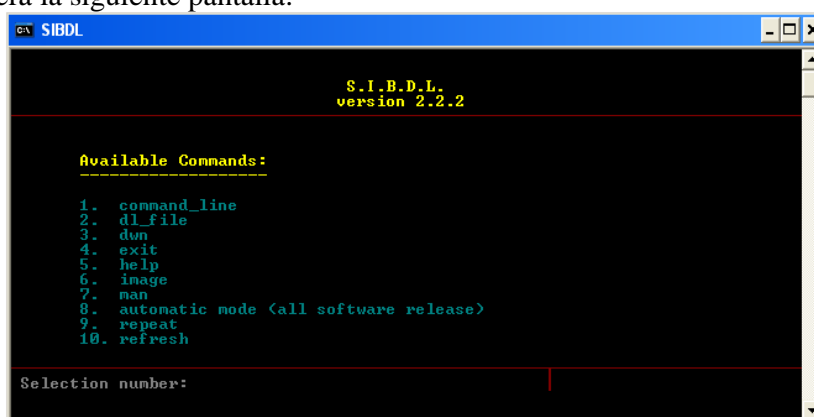 la siguiente pantalla:
SIBDL
S.I.B.D.L.
version 2.2.2
Available Commands:
1. command_line
2. dl_file
3. dwn
4. exit
5. help
6. image
7. man
8. automatic mode (all software release)
9. repeat
10. refresh
Selection number: